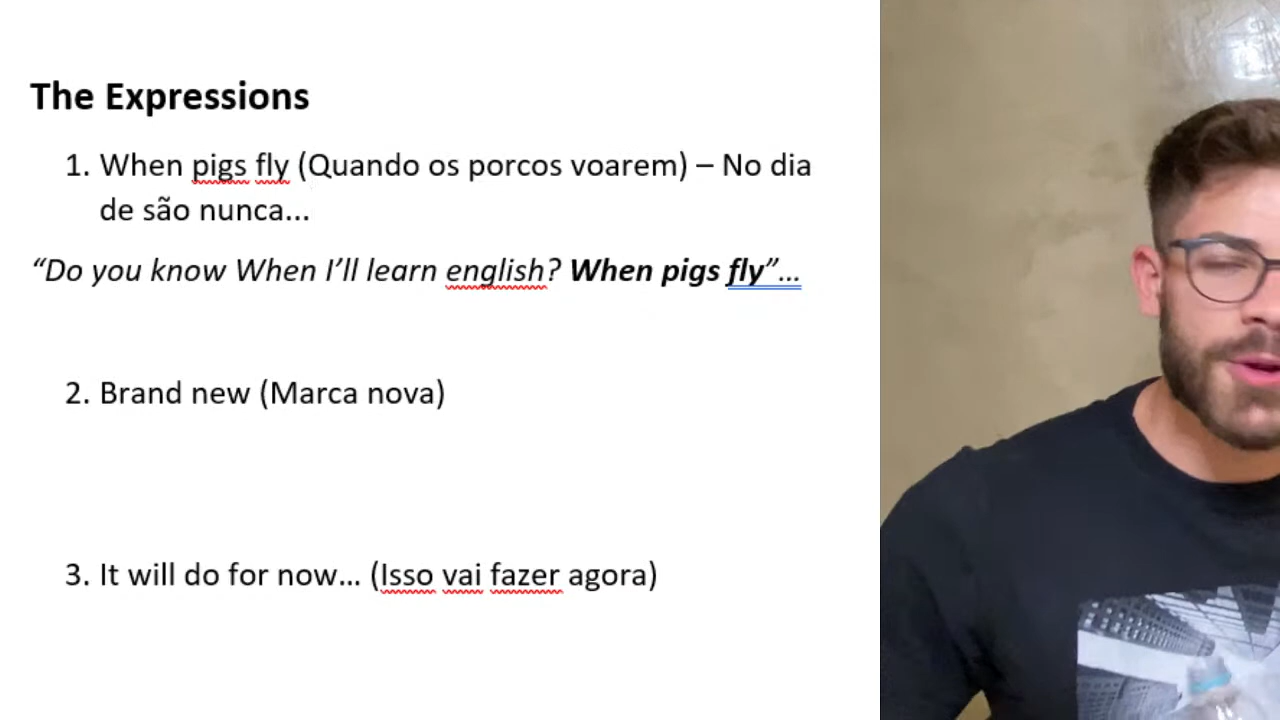 The Expressions
1. When pigs fly (Quando os porcos voarem) – No dia
de são nunca...
“Do you know When I’ll learn english? When pigs fly”...
2. Brand new (Marca nova)
3. It will do for now... (Isso vai fazer agora)